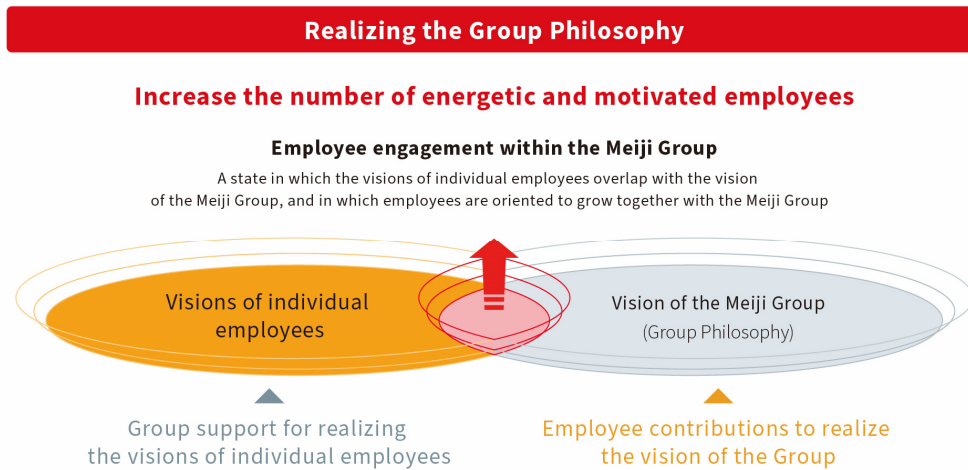 Realizing the Group Philosophy
Increase the number of energetic and motivated employees
Employee engagement within the Meiji Group
A state in which the visions of individual employees overlap with the vision
of the Meiji Group, and in which employees are oriented to grow together with the Meiji Group
Visions of individual
employees
Vision of the Meiji Group
(Group Philosophy)
Group support for realizing
the visions of individual employees
Employee contributions to realize
the vision of the Group